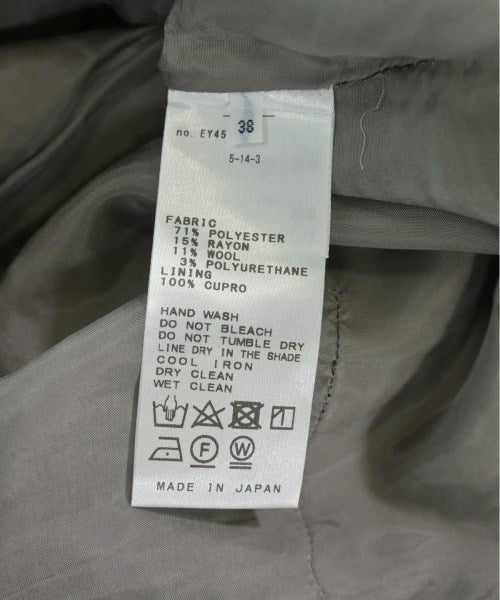 38
no. EY45
5-14-3
FABRIC
71% POLYESTER
15% RAYON
11% WOOL
3% POLYURETHANE
LINING
100% CUPRO
HAND WASH
DO NOT BLEACH
DO NOT TUMBLE DRY
LINE DRY IN THE SHADE
COOL IRON
DRY CLEAN
WET CLEAN
F W
MADE IN JAPAN